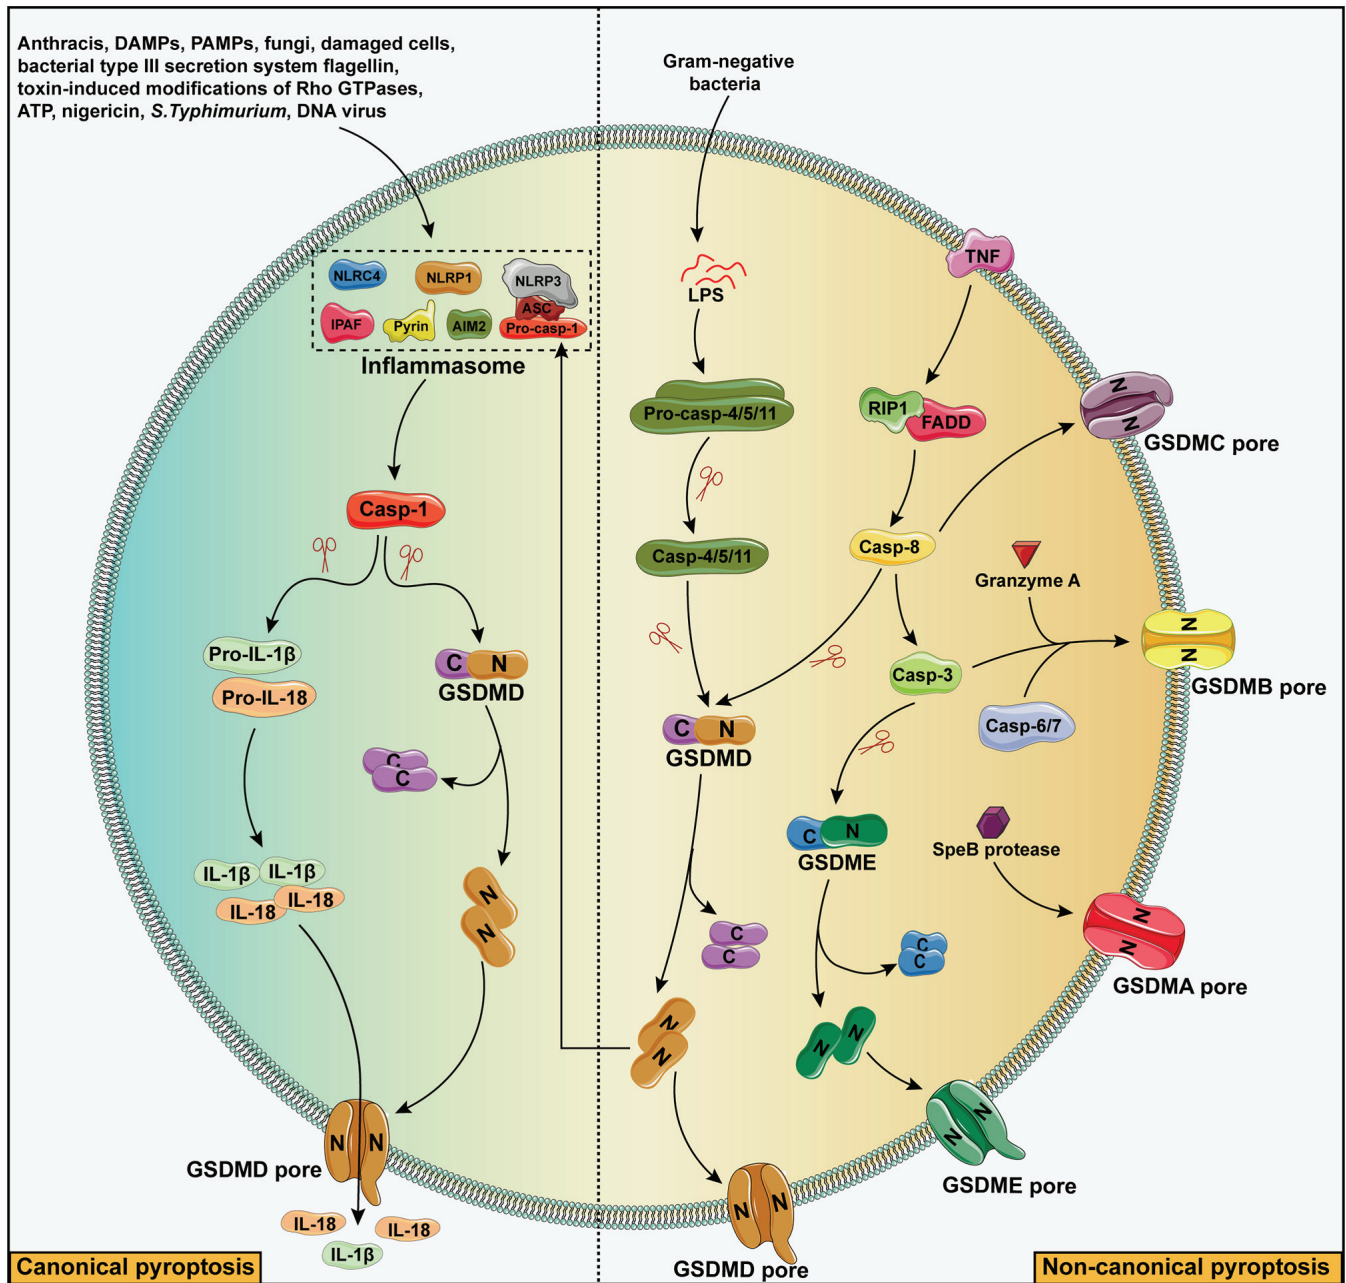 Anthracis, DAMPs, PAMPs, fungi, damaged cells,
bacterial type III secretion system flagellin,
toxin-induced modifications of Rho GTPases,
ATP, nigericin, S.Typhimurium, DNA virus
NLRC4
NLRP1
NLRP3
ASC
IPAF
Pyrin
AIM2
Pro-casp-1
Inflammasome
Casp-1
Pro-IL-1β
Pro-IL-18
C N
GSDMD
C
C
IL-1β
IL-1β
IL-18
IL-18
N
N
N N
GSDMD pore
IL-18
IL-18
IL-1β
Canonical pyroptosis
Gram-negative
bacteria
LPS
Pro-casp-4/5/11
Casp-4/5/11
C N
GSDMD
C
C
N
N
N N
GSDMD pore
TNF
RIP1
FADD
Casp-8
N
N
GSDMC pore
Granzyme A
Casp-3
Casp-6/7
N
N
GSDMB pore
C N
GSDME
C
C
N N
N
N
GSDME pore
SpeB protease
N
N
GSDMA pore
Non-canonical pyroptosis